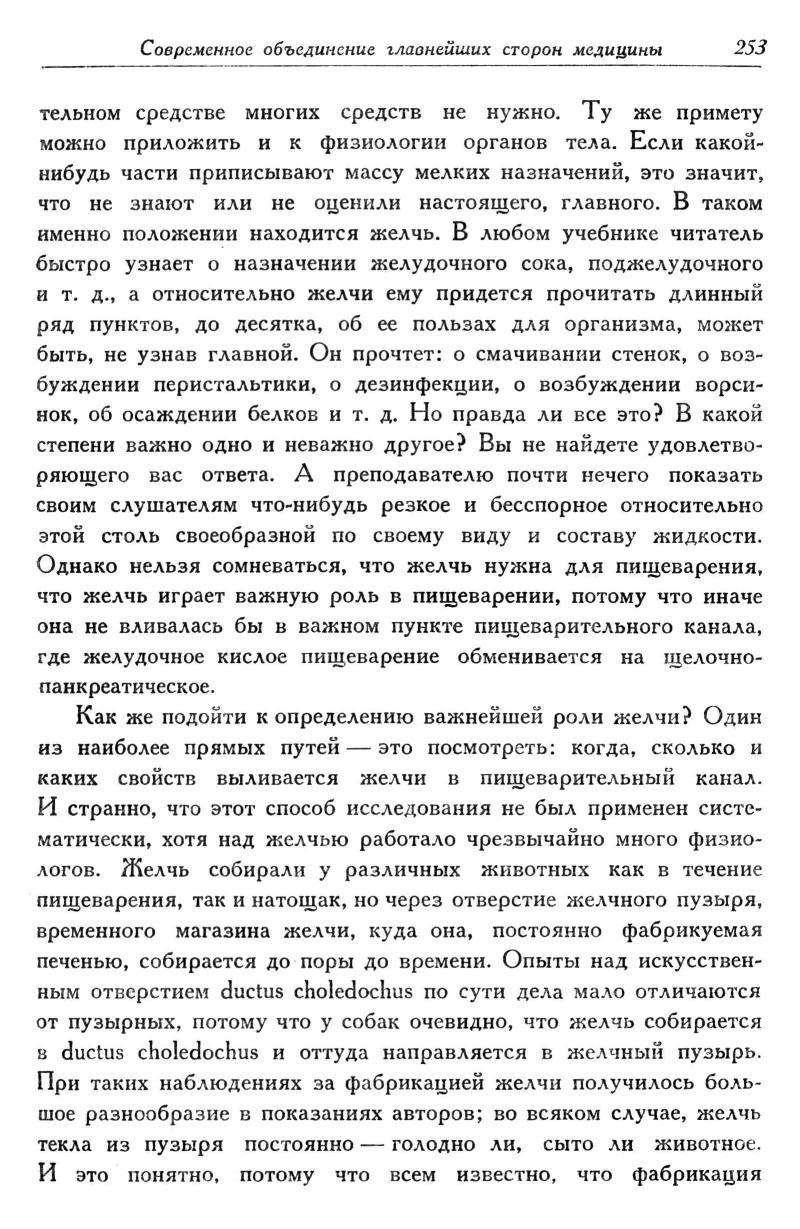 Современное объединение главнейших сторон медицины 253
тельном средстве многих средств не нужно. Ту же примету
можно приложить и к физиологии органов тела. Если какой-
нибудь части приписывают массу мелких назначений, это значит,
что не знают или не оценили настоящего, главного. В таком
именно положении находится желчь. В любом учебнике читатель
быстро узнает о назначении желудочного сока, поджелудочного
и т. д., а относительно желчи ему придется прочитать длинный
ряд пунктов, до десятка, об ее пользах для организма, может
быть, не узнав главной. Он прочтет: о смачивании стенок, о воз-
буждении перистальтики, о дезинфекции, о возбуждении ворси-
нок, об осаждении белков и т. д. Но правда ли все это? В какой
степени важно одно и неважно другое? Вы не найдете удовлетво-
ряющего вас ответа. А преподавателю почти нечего показать
своим слушателям что-нибудь резкое и бесспорное относительно
этой столь своеобразной по своему виду и составу жидкости.
Однако нельзя сомневаться, что желчь нужна для пищеварения,
что желчь играет важную роль в пищеварении, потому что иначе
она не вливалась бы в важном пункте пищеварительного канала,
где желудочное кислое пищеварение обменивается на щелочно-
панкреатическое.
Как же подойти к определению важнейшей роли желчи? Один
из наиболее прямых путей — это посмотреть: когда, сколько и
каких свойств выливается желчи в пищеварительный канал.
И странно, что этот способ исследования не был применен систе-
матически, хотя над желчью работало чрезвычайно много физио-
логов. Желчь собирали у различных животных как в течение
пищеварения, так и натощак, но через отверстие желчного пузыря,
временного магазина желчи, куда она, постоянно фабрикуемая
печенью, собирается до поры до времени. Опыты над искусствен-
ным отверстием ductus choledochus по сути дела мало отличаются
от пузырных, потому что у собак очевидно, что желчь собирается
в ductus choledochus и оттуда направляется в желчный пузырь.
При таких наблюдениях за фабрикацией желчи получилось боль-
шое разнообразие в показаниях авторов; во всяком случае, желчь
текла из пузыря постоянно — голодно ли, сыто ли животное.
И это понятно, потому что всем известно, что фабрикация